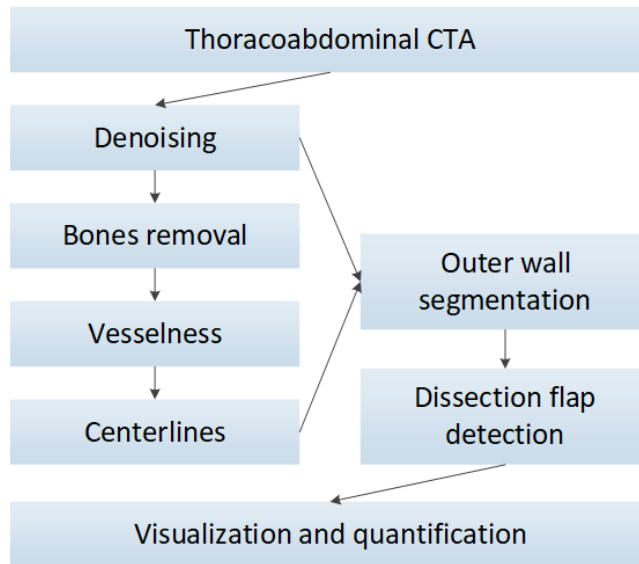 Thoracoabdominal CTA
Denoising
Bones removal
Vesselness
Centerlines
Outer wall
segmentation
Dissection flap
detection
Visualization and quantification